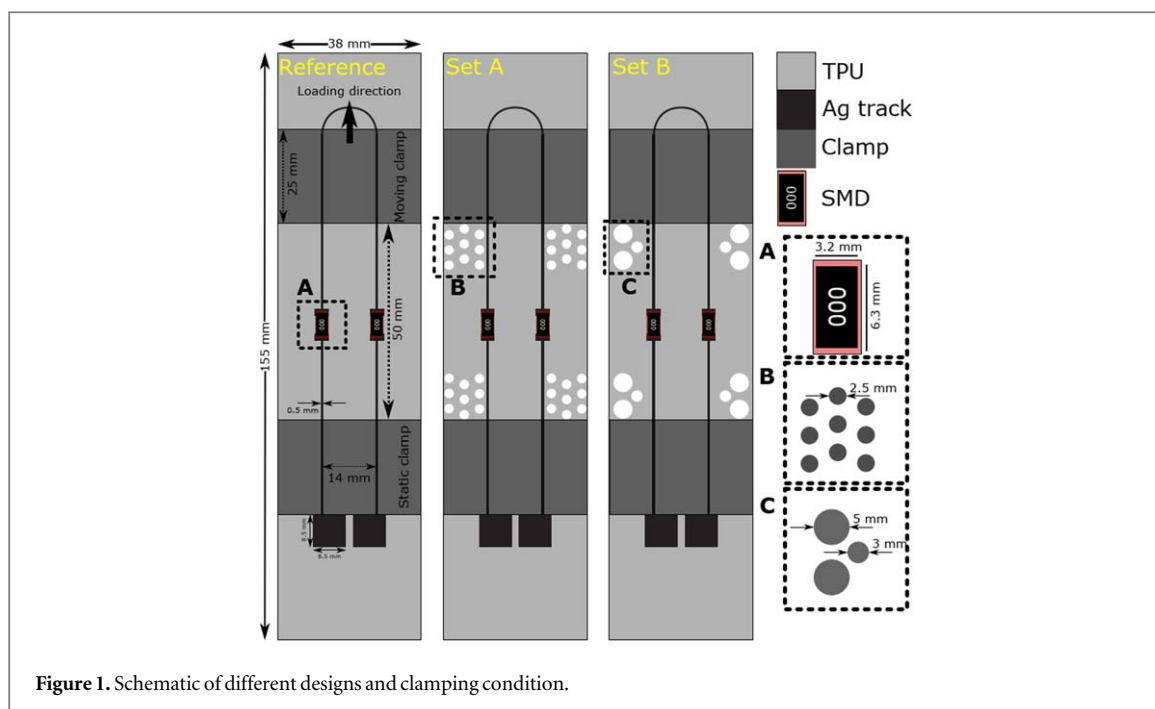 38 mm
Reference
Set A
Set B
Loading direction
25 mm
Moving clamp
155 mm
A
B
C
000
000
000
000
000
000
50 mm
0.5 mm
14 mm
Static clamp
6.5 mm
6.5 mm
TPU
Ag track
Clamp
000
SMD
A
3.2 mm
000
6.3 mm
B
2.5 mm
C
5 mm
3 mm
Figure 1. Schematic of different designs and clamping condition.